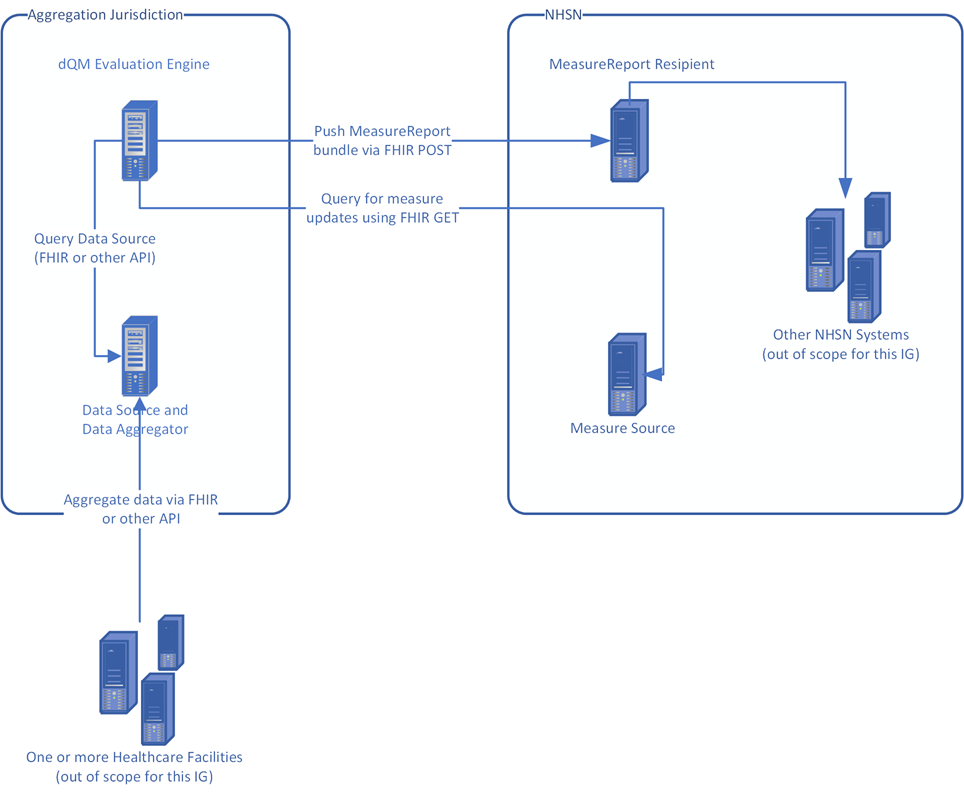 Aggregation Jurisdiction
NHSN
dQM Evaluation Engine
MeasureReport Resipient
Push MeasureReport
bundle via FHIR POST
Query for measure
updates using FHIR GET
Query Data Source
(FHIR or other API)
Other NHSN Systems
(out of scope for this IG)
Data Source and
Data Aggregator
Measure Source
Aggregate data via FHIR
or other API
One or more Healthcare Facilities
(out of scope for this IG)